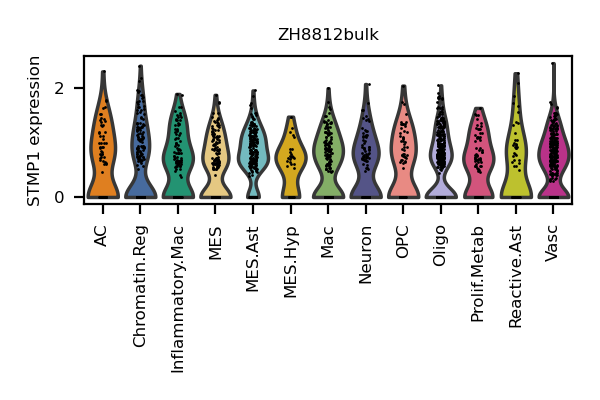 ZH8812bulk
STMP1 expression
2
0
AC
Chromatin.Reg
Inflammatory.Mac
MES
MES.Ast
MES.Hyp
Mac
Neuron
OPC
Oligo
Prolif.Metab
Reactive.Ast
Vasc